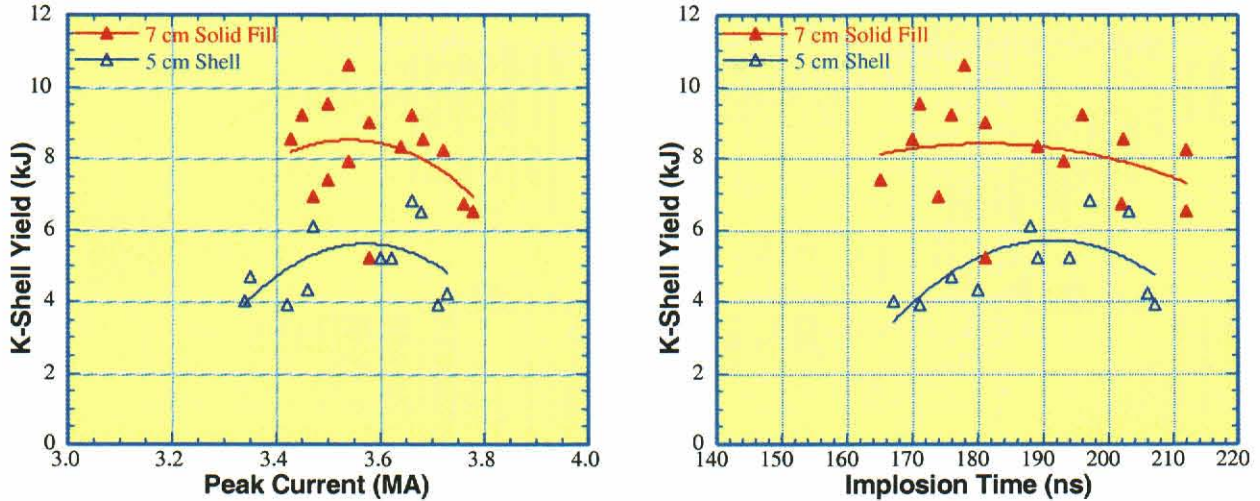 12
7 cm Solid Fill
5 cm Shell
10
8
6
4
2
0
K-Shell Yield (kJ)
3.0 3.2 3.4 3.6 3.8 4.0
Peak Current (MA)
12
7 cm Solid Fill
5 cm Shell
10
8
6
4
2
0
K-Shell Yield (kJ)
140 150 160 170 180 190 200 210 220
Implosion Time (ns)